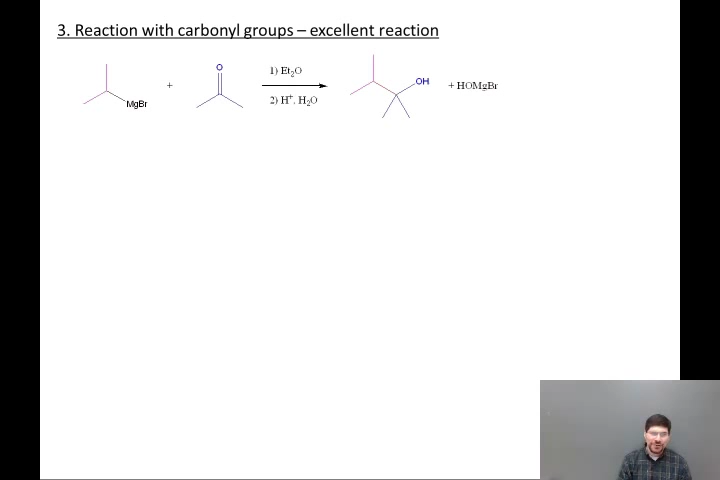 3. Reaction with carbonyl groups – excellent reaction
MgBr
+
O
1) Et₂O
2) H⁺, H₂O
OH
+ HOMgBr